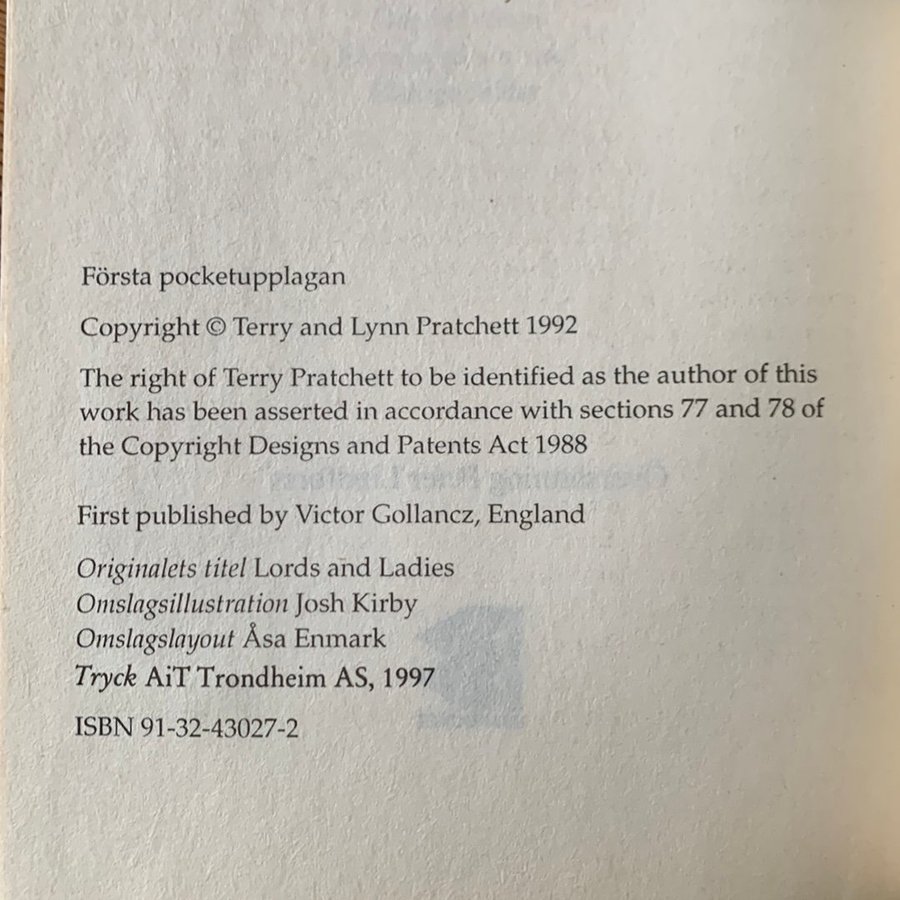 Första pocketupplagan
Copyright © Terry and Lynn Pratchett 1992
The right of Terry Pratchett to be identified as the author of this
work has been asserted in accordance with sections 77 and 78 of
the Copyright Designs and Patents Act 1988
First published by Victor Gollancz, England
Originalets titel Lords and Ladies
Omslagsillustration Josh Kirby
Omslagslayout Åsa Enmark
Tryck AiT Trondheim AS, 1997
ISBN 91-32-43027-2